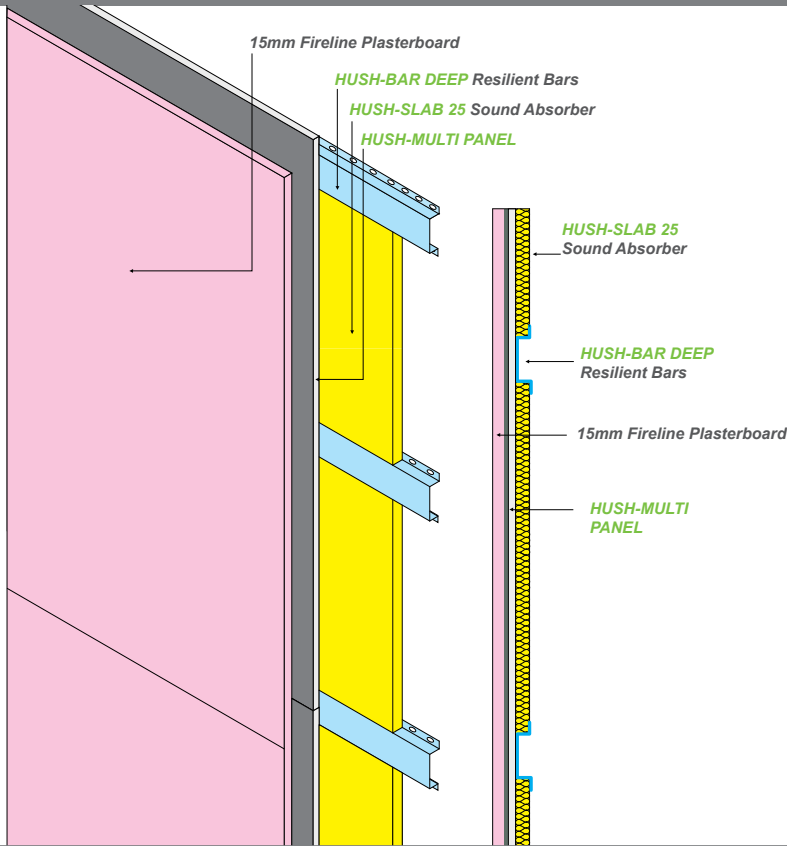 15mm Fireline Plasterboard
HUSH-BAR DEEP Resilient Bars
HUSH-SLAB 25 Sound Absorber
HUSH-MULTI PANEL
HUSH-SLAB 25
Sound Absorber
HUSH-BAR DEEP
Resilient Bars
15mm Fireline Plasterboard
HUSH-MULTI
PANEL